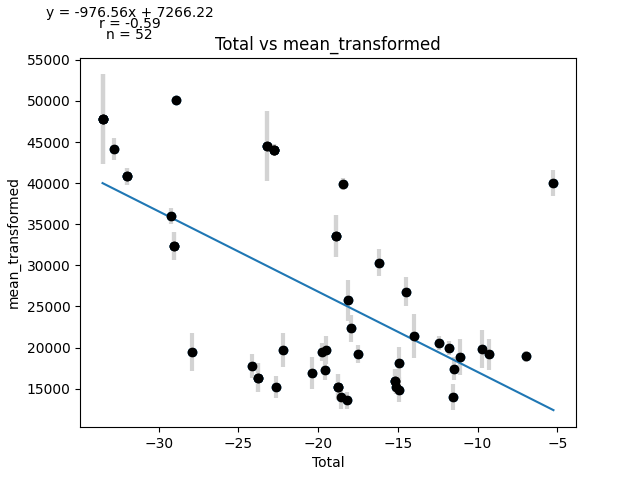 y = -976.56x + 7266.22
r = -0.59
n = 52
Total vs mean_transformed
55000
50000
45000
40000
35000
30000
25000
20000
15000
mean_transformed
−30
−25
−20
−15
−10
−5
Total